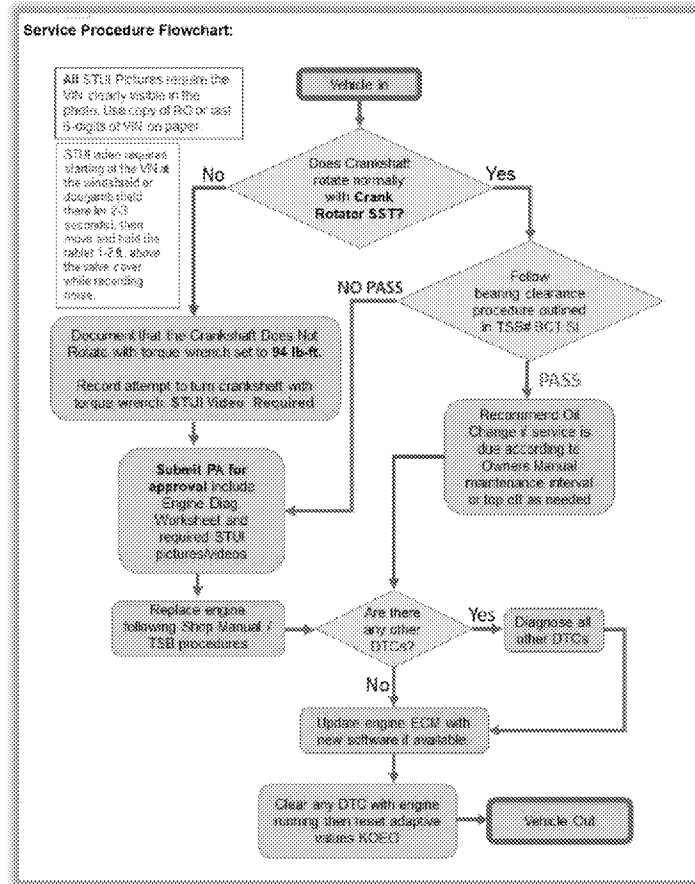 Service Procedure Flowchart:
All STUI Pictures require the
VIN clearly visible in the
photo. Use copy of RO or last
6-digits of VIN on paper.
STUI video required
starting at the VIN at
the windshield or
doorjamb (hold
there for 2-3
seconds), then
move and hold the
tablet 1-2 ft. above
the valve cover
while recording
noise.
Vehicle in
Does Crankshaft
rotate normally
with Crank
Rotator SST?
No
Yes
Follow
bearing clearance
procedure outlined
in TSB# BCT SI
NO PASS
PASS
Document that the Crankshaft Does Not
Rotate with torque wrench set to 94 lb-ft.
Record attempt to turn crankshaft with
torque wrench. STUI Video Required
Recommend Oil
Change if service is
due according to
Owners Manual
maintenance interval
or top off as needed
Submit PA for
approval include
Engine Diag
Worksheet and
required STUI
pictures/videos
Replace engine
following Shop Manual /
TSB procedures
Are there
any other
DTCs?
Yes
Diagnose all
other DTCs
No
Update engine ECM with
new software if available.
Clear any DTC with engine
running then reset adaptive
values KOEO
Vehicle Out